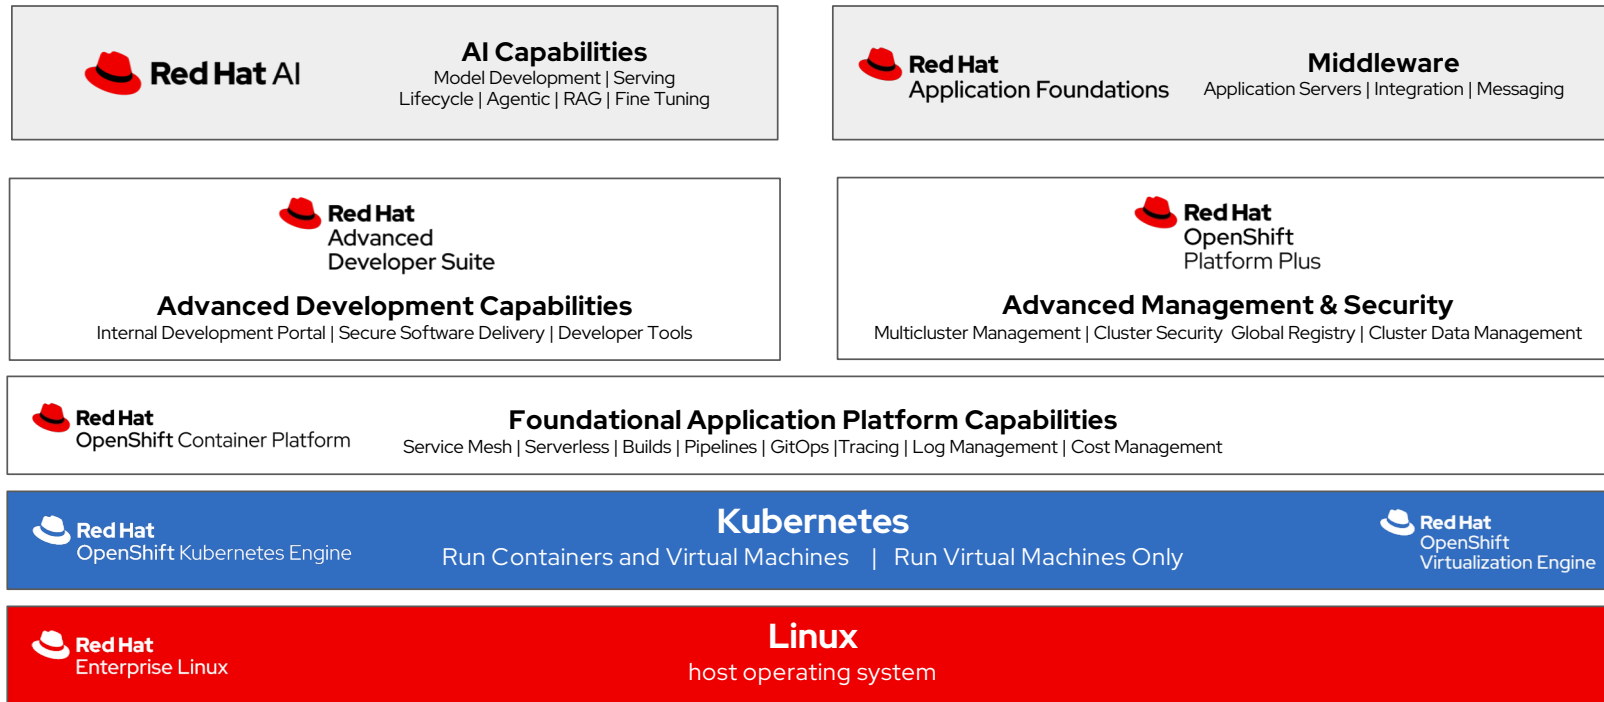 Red Hat AI
AI Capabilities
Model Development | Serving
Lifecycle | Agentic | RAG | Fine Tuning
Red Hat
Application Foundations
Middleware
Application Servers | Integration | Messaging
Red Hat
Advanced
Developer Suite
Advanced Development Capabilities
Internal Development Portal | Secure Software Delivery | Developer Tools
Red Hat
OpenShift
Platform Plus
Advanced Management & Security
Multicluster Management | Cluster Security  Global Registry | Cluster Data Management
Red Hat
OpenShift Container Platform
Foundational Application Platform Capabilities
Service Mesh | Serverless | Builds | Pipelines | GitOps |Tracing | Log Management | Cost Management
Red Hat
OpenShift Kubernetes Engine
Kubernetes
Run Containers and Virtual Machines | Run Virtual Machines Only
Red Hat
OpenShift
Virtualization Engine
Red Hat
Enterprise Linux
Linux
host operating system